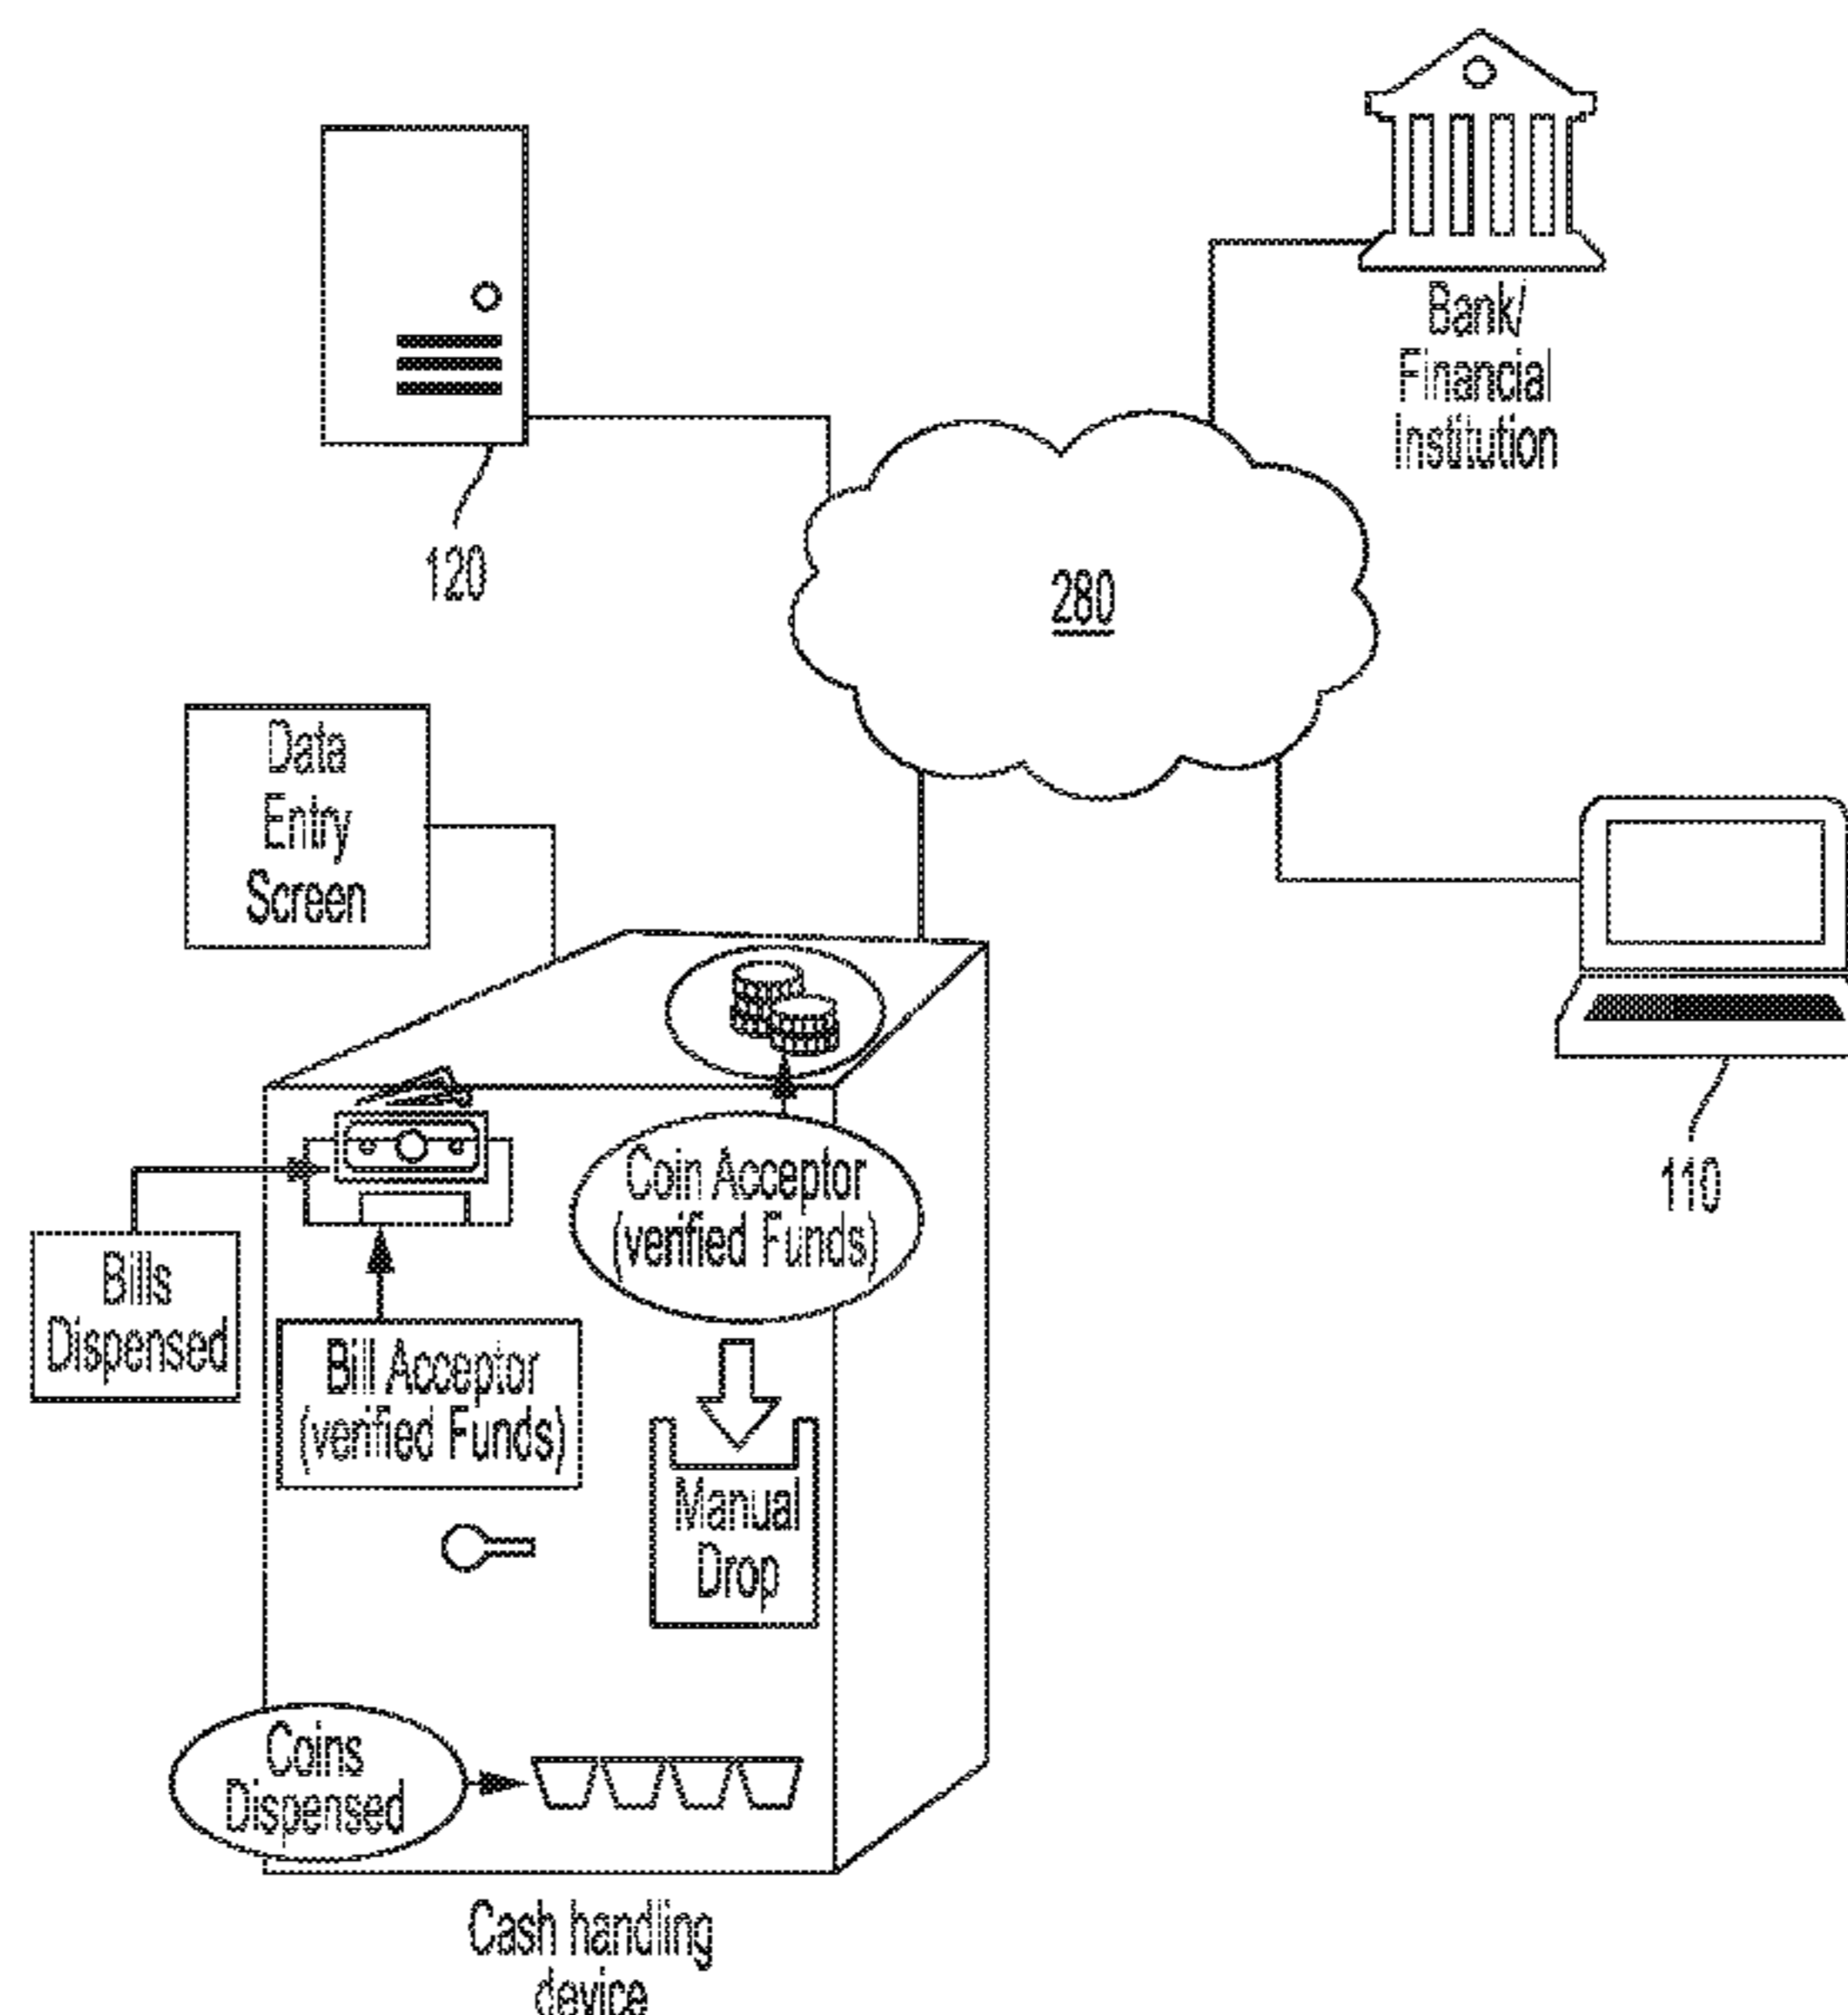 Bank/
Financial
Institution
120
280
Data
Entry
Screen
110
Coin Acceptor
(verified Funds)
Bills
Dispensed
Bill Acceptor
(verified Funds)
Manual
Drop
Coins
Dispensed
Cash handling
device